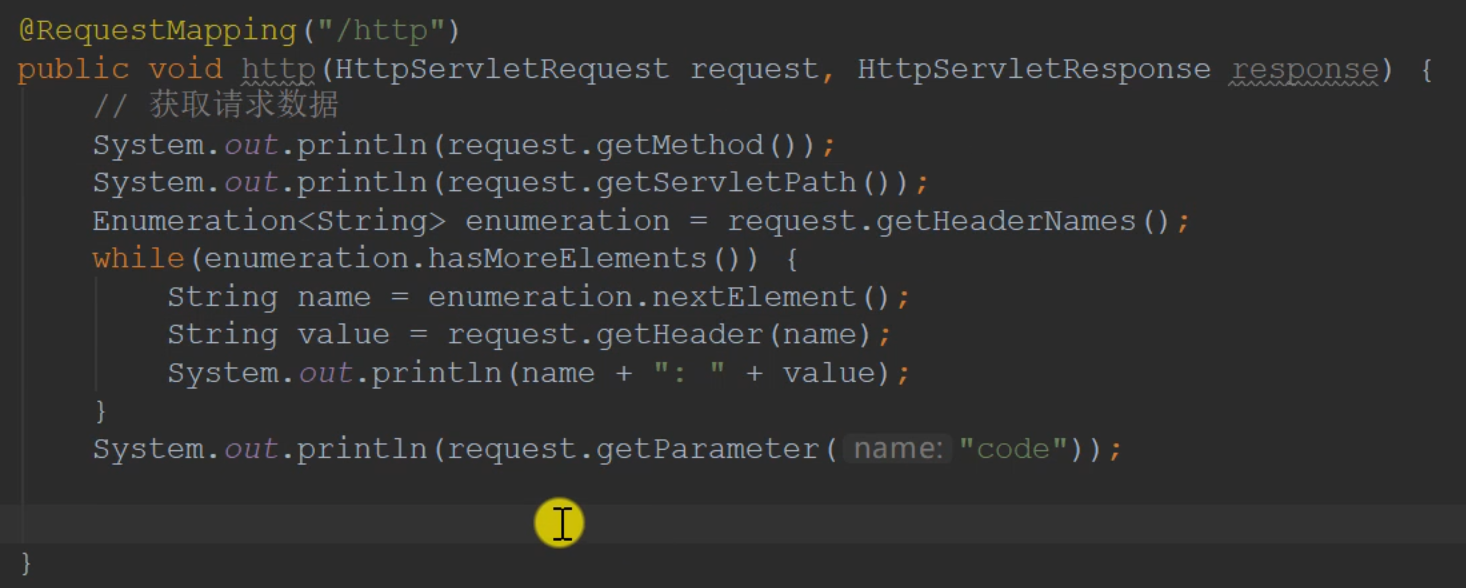 @RequestMapping("/http")
public void http(HttpServletRequest request, HttpServletResponse response) {
// 获取请求数据
System.out.println(request.getMethod());
System.out.println(request.getServletPath());
Enumeration<String> enumeration = request.getHeaderNames();
while(enumeration.hasMoreElements()) {
String name = enumeration.nextElement();
String value = request.getHeader(name);
System.out.println(name + ": " + value);
}
System.out.println(request.getParameter( name: "code"));
}